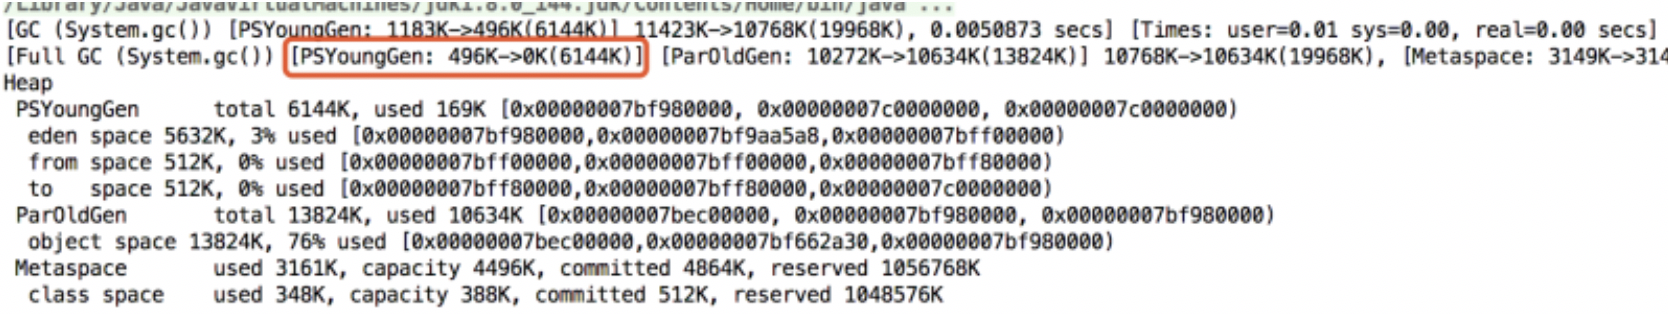 /Library/Java/JavaVirtualMachines/jdk1.8.0_144.jdk/Contents/Home/bin/java ...
[GC (System.gc()) [PSYoungGen: 1183K->496K(6144K)] 11423K->10768K(19968K), 0.0050873 secs] [Times: user=0.01 sys=0.00, real=0.00 secs]
[Full GC (System.gc()) [PSYoungGen: 496K->0K(6144K)] [ParOldGen: 10272K->10634K(13824K)] 10768K->10634K(19968K), [Metaspace: 3149K->314
Heap
PSYoungGen total 6144K, used 169K [0x00000007bf980000, 0x00000007c0000000, 0x00000007c0000000)
eden space 5632K, 3% used [0x00000007bf980000,0x00000007bf9aa5a8,0x00000007bff00000)
from space 512K, 0% used [0x00000007bff00000,0x00000007bff00000,0x00000007bff80000)
to space 512K, 0% used [0x00000007bff80000,0x00000007bff80000,0x00000007c0000000)
ParOldGen total 13824K, used 10634K [0x00000007bec00000, 0x00000007bf980000, 0x00000007bf980000)
object space 13824K, 76% used [0x00000007bec00000,0x00000007bf662a30,0x00000007bf980000)
Metaspace used 3161K, capacity 4496K, committed 4864K, reserved 1056768K
class space used 348K, capacity 388K, committed 512K, reserved 1048576K